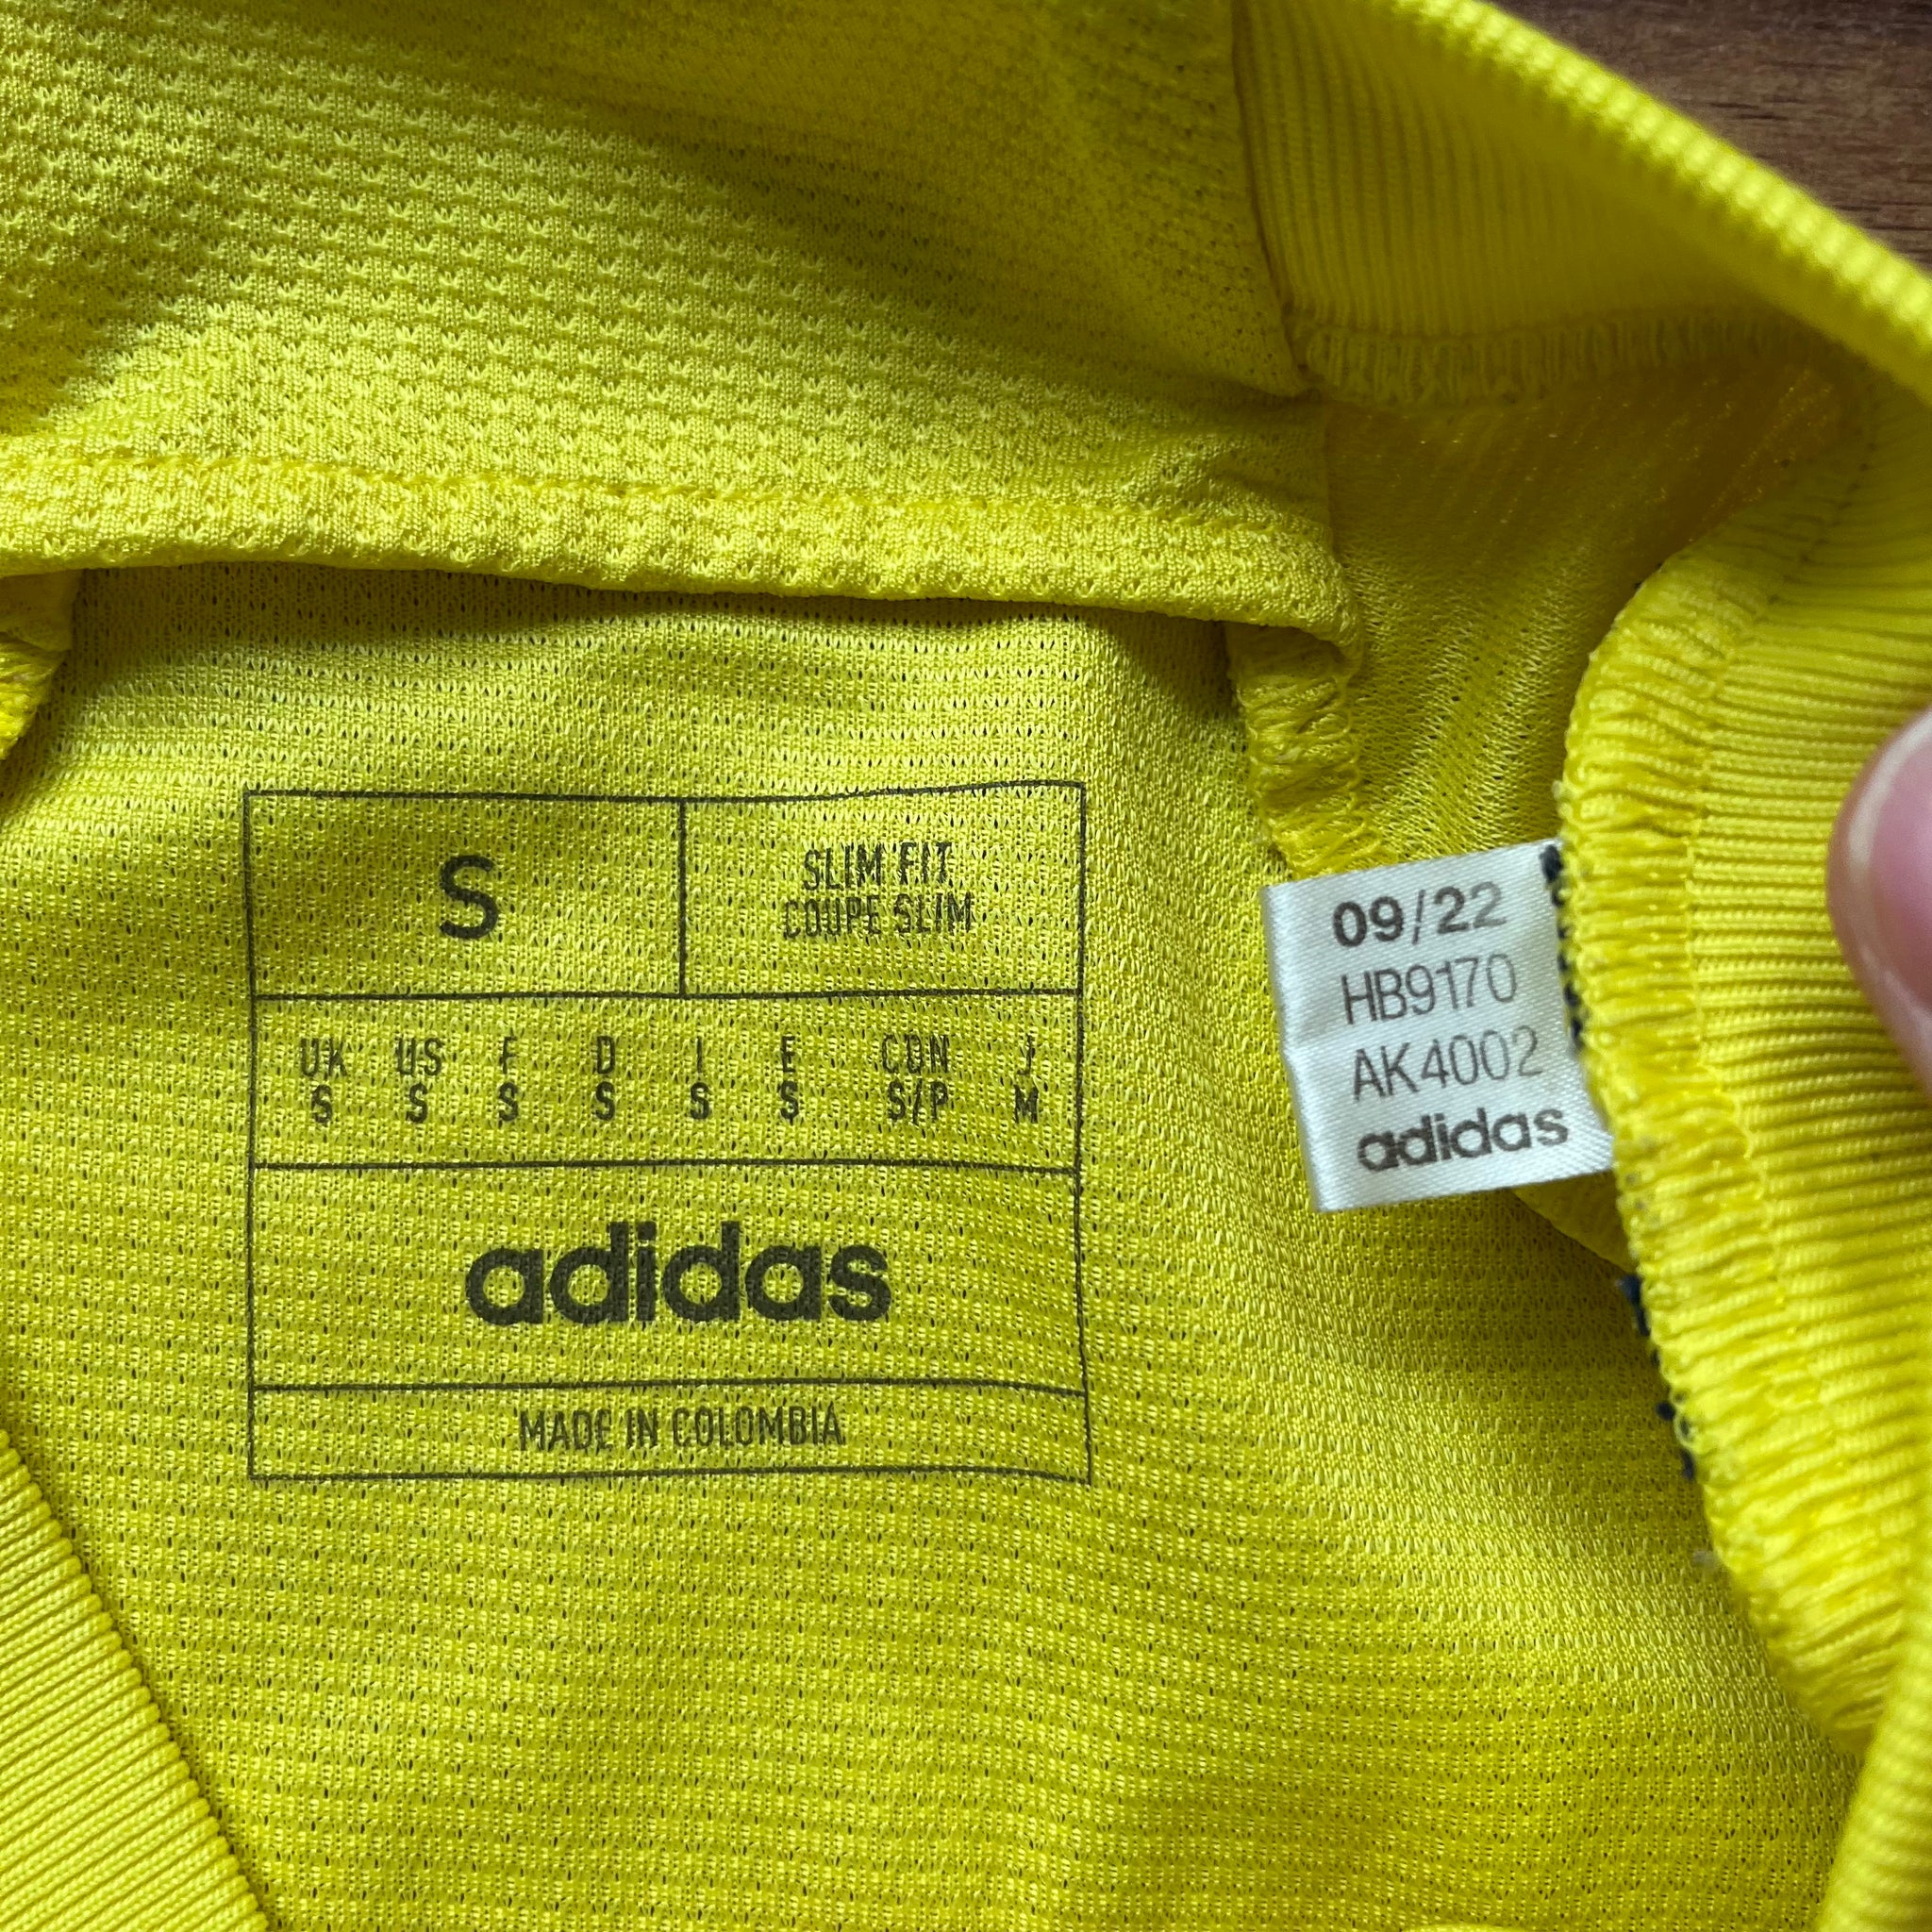 S
SLIM FIT
COUPE SLIM
UK US F D I E CDN J
S S S S S S S/P M
adidas
MADE IN COLOMBIA
09/22
HB9170
AK4002
adidas